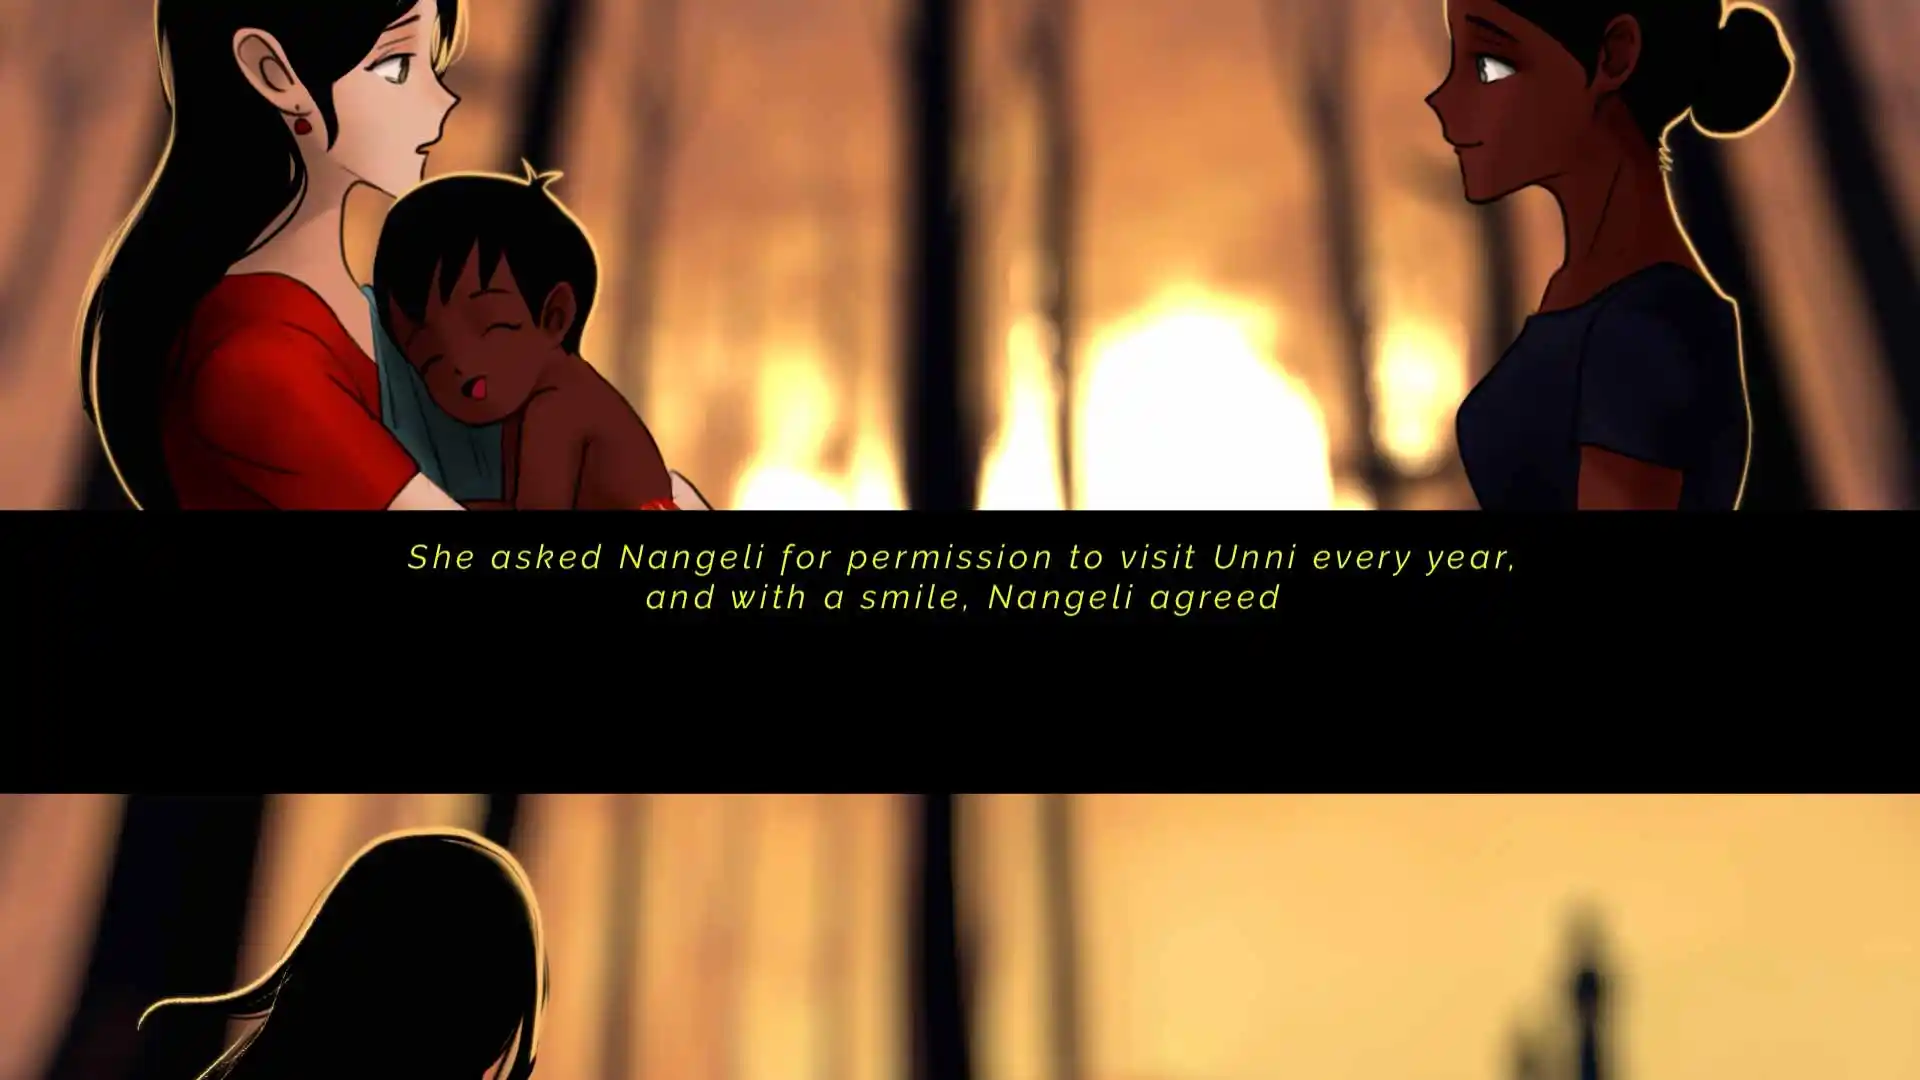 She asked Nangeli for permission to visit Unni every year,
and with a smile, Nangeli agreed